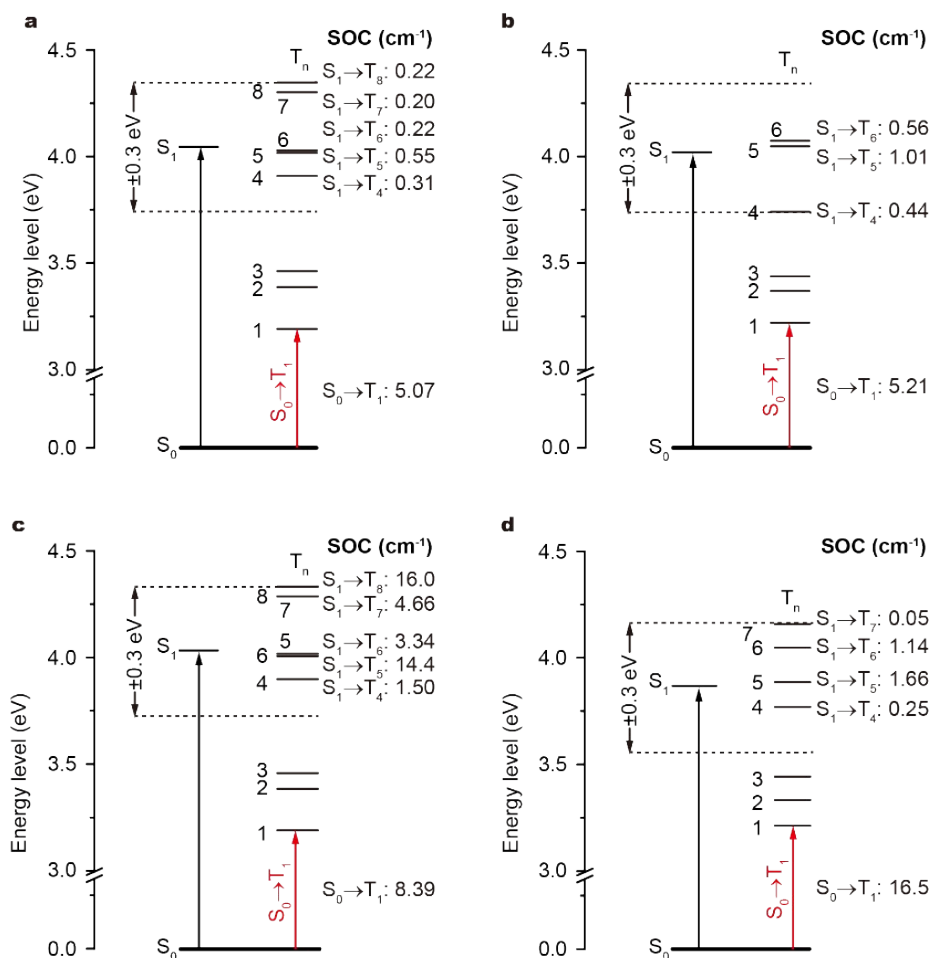 a
SOC (cm⁻¹)
4.5
Tₙ
S₁→T₈: 0.22
8
7
S₁→T₇: 0.20
±0.3 eV
S₁
6
S₁→T₆: 0.22
4.0
5
S₁→T₅: 0.55
4
S₁→T₄: 0.31
Energy level (eV)
3.5
3
2
1
3.0
S₀→T₁
S₀→T₁: 5.07
0.0
S₀
b
SOC (cm⁻¹)
4.5
Tₙ
±0.3 eV
S₁
6
S₁→T₆: 0.56
4.0
5
S₁→T₅: 1.01
4
S₁→T₄: 0.44
Energy level (eV)
3.5
3
2
1
3.0
S₀→T₁
S₀→T₁: 5.21
0.0
S₀
c
SOC (cm⁻¹)
4.5
Tₙ
S₁→T₈: 16.0
8
7
S₁→T₇: 4.66
±0.3 eV
S₁
5
S₁→T₆: 3.34
4.0
6
S₁→T₅: 14.4
4
S₁→T₄: 1.50
Energy level (eV)
3.5
3
2
1
3.0
S₀→T₁
S₀→T₁: 8.39
0.0
S₀
d
SOC (cm⁻¹)
4.5
Tₙ
S₁→T₇: 0.05
7
6
S₁→T₆: 1.14
4.0
±0.3 eV
S₁
5
S₁→T₅: 1.66
4
S₁→T₄: 0.25
Energy level (eV)
3.5
3
2
1
3.0
S₀→T₁
S₀→T₁: 16.5
0.0
S₀